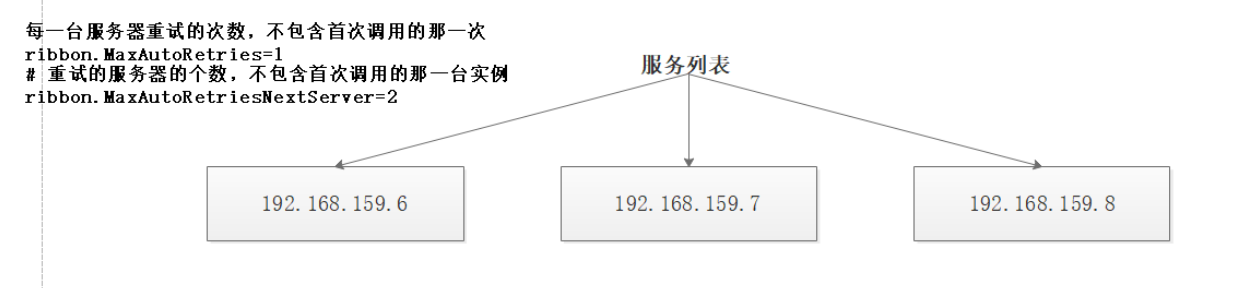 每一台服务器重试的次数，不包含首次调用的那一次
ribbon.MaxAutoRetries=1
# 重试的服务器的个数，不包含首次调用的那一台实例
ribbon.MaxAutoRetriesNextServer=2
服务列表
192.168.159.6
192.168.159.7
192.168.159.8